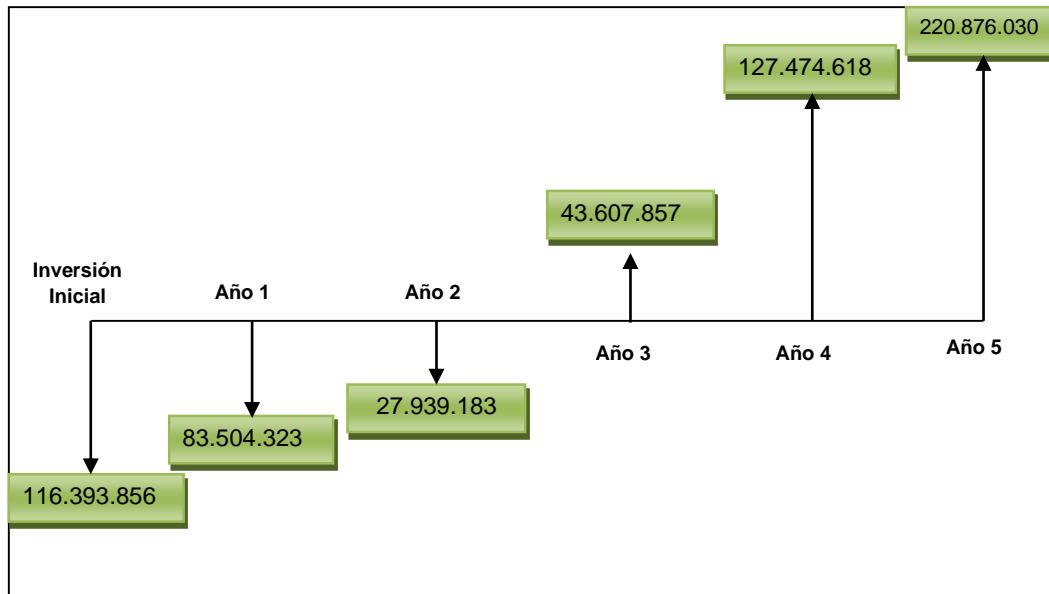 220.876.030
127.474.618
43.607.857
Inversión
Inicial
Año 1
Año 2
Año 3
Año 4
Año 5
27.939.183
83.504.323
116.393.856